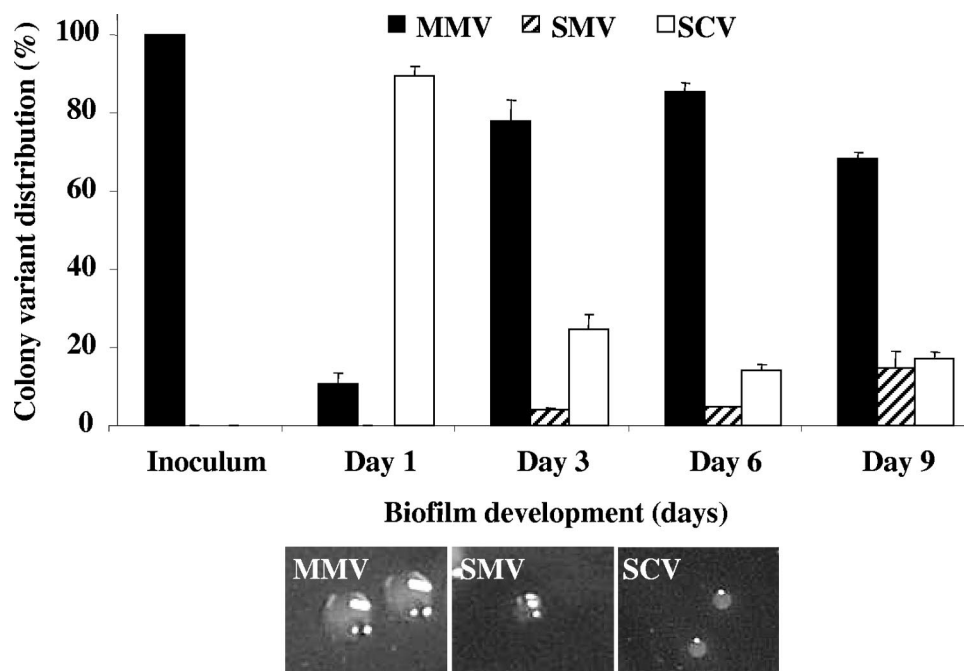 MMV SMV SCV
Colony variant distribution (%)
100
80
60
40
20
0
Inoculum Day 1 Day 3 Day 6 Day 9
Biofilm development (days)
MMV SMV SCV